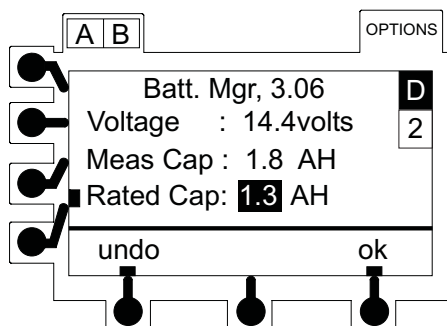 A B
OPTIONS
Batt. Mgr, 3.06
D
Voltage : 14.4volts
2
Meas Cap : 1.8 AH
Rated Cap: 1.3 AH
undo ok